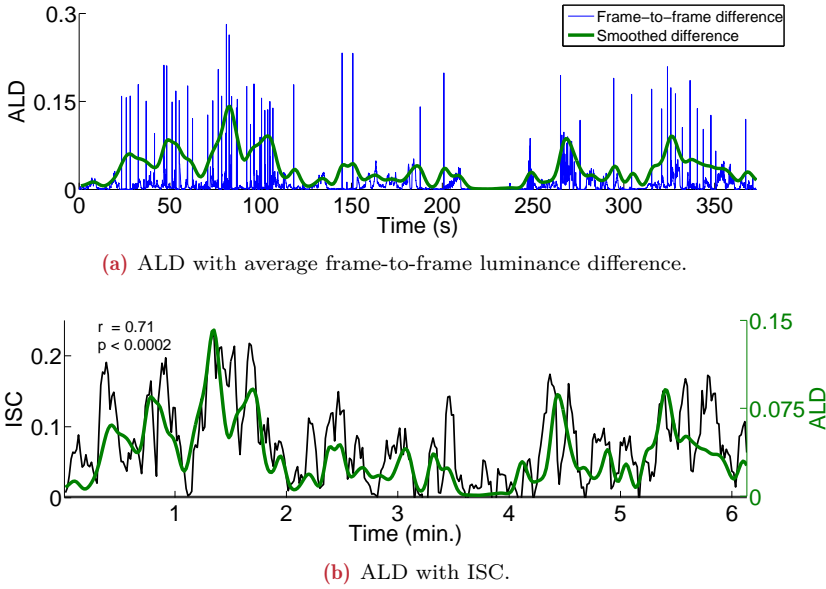 0.3
0.15
0
ALD
Frame-to-frame difference
Smoothed difference
0 50 100 150 200 250 300 350
Time (s)
(a) ALD with average frame-to-frame luminance difference.
r = 0.71
p < 0.0002
0.2
0.1
0
ISC
0.15
0.075
0
ALD
1 2 3 4 5 6
Time (min.)
(b) ALD with ISC.